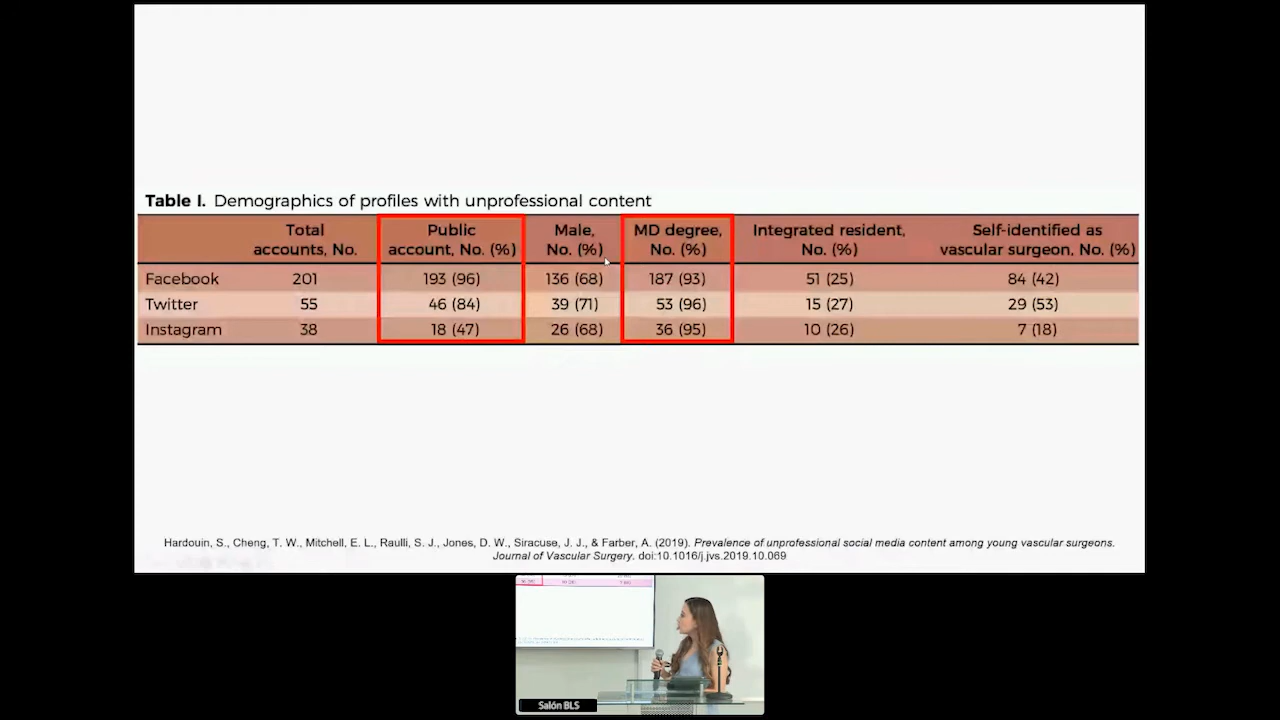 Table I. Demographics of profiles with unprofessional content
Total accounts, No. Public account, No. (%) Male, No. (%) MD degree, No. (%) Integrated resident, No. (%) Self-identified as vascular surgeon, No. (%)
Facebook 201 193 (96) 136 (68) 187 (93) 51 (25) 84 (42)
Twitter 55 46 (84) 39 (71) 53 (96) 15 (27) 29 (53)
Instagram 38 18 (47) 26 (68) 36 (95) 10 (26) 7 (18)
Hardouin, S., Cheng, T. W., Mitchell, E. L., Raulli, S. J., Jones, D. W., Siracuse, J. J., & Farber, A. (2019). Prevalence of unprofessional social media content among young vascular surgeons.
Journal of Vascular Surgery. doi:10.1016/j.jvs.2019.10.069
Salón BLS